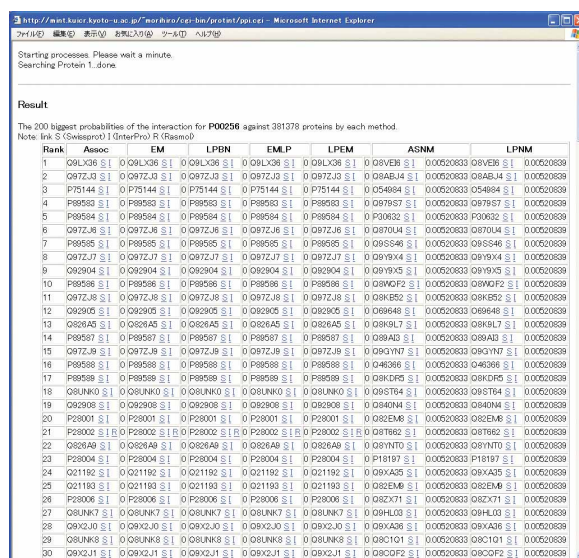 http://mint.kuicr.kyoto-u.ac.jp/~morihiro/cgi-bin/protint/ppi.cgi - Microsoft Internet Explorer
ファイル(F) 編集(E) 表示(V) お気に入り(A) ツール(T) ヘルプ(H)
Starting processes. Please wait a minute.
Searching Protein 1...done.
Result
The 200 biggest probabilities of the interaction for P00256 against 381378 proteins by each method.
Note: link S (Swissprot) I (InterPro) R (Rasmol)
Rank Assoc EM LPBN EMLP LPEM ASNM LPNM
1 Q9LX36 S I 0 Q9LX36 S I 0 Q9LX36 S I 0 Q9LX36 S I 0 Q9LX36 S I 0 Q8VEI6 S I 0.00520833 Q8VEI6 S I 0.00520839
2 Q97ZJ3 S I 0 Q97ZJ3 S I 0 Q97ZJ3 S I 0 Q97ZJ3 S I 0 Q97ZJ3 S I 0 Q8ABJ4 S I 0.00520833 Q8ABJ4 S I 0.00520839
3 P75144 S I 0 P75144 S I 0 P75144 S I 0 P75144 S I 0 P75144 S I 0 O54984 S I 0.00520833 O54984 S I 0.00520839
4 P89583 S I 0 P89583 S I 0 P89583 S I 0 P89583 S I 0 P89583 S I 0 Q979S7 S I 0.00520833 Q979S7 S I 0.00520839
5 P89584 S I 0 P89584 S I 0 P89584 S I 0 P89584 S I 0 P89584 S I 0 P30632 S I 0.00520833 P30632 S I 0.00520839
6 Q97ZJ6 S I 0 Q97ZJ6 S I 0 Q97ZJ6 S I 0 Q97ZJ6 S I 0 Q97ZJ6 S I 0 Q870U4 S I 0.00520833 Q870U4 S I 0.00520839
7 P89585 S I 0 P89585 S I 0 P89585 S I 0 P89585 S I 0 P89585 S I 0 Q9SS46 S I 0.00520833 Q9SS46 S I 0.00520839
8 Q97ZJ7 S I 0 Q97ZJ7 S I 0 Q97ZJ7 S I 0 Q97ZJ7 S I 0 Q97ZJ7 S I 0 Q9Y9X4 S I 0.00520833 Q9Y9X4 S I 0.00520839
9 Q92904 S I 0 Q92904 S I 0 Q92904 S I 0 Q92904 S I 0 Q92904 S I 0 Q9Y9X5 S I 0.00520833 Q9Y9X5 S I 0.00520839
10 P89586 S I 0 P89586 S I 0 P89586 S I 0 P89586 S I 0 P89586 S I 0 Q8WQF2 S I 0.00520833 Q8WQF2 S I 0.00520839
11 Q97ZJ8 S I 0 Q97ZJ8 S I 0 Q97ZJ8 S I 0 Q97ZJ8 S I 0 Q97ZJ8 S I 0 Q8KB52 S I 0.00520833 Q8KB52 S I 0.00520839
12 Q92905 S I 0 Q92905 S I 0 Q92905 S I 0 Q92905 S I 0 Q92905 S I 0 O69648 S I 0.00520833 O69648 S I 0.00520839
13 Q826A5 S I 0 Q826A5 S I 0 Q826A5 S I 0 Q826A5 S I 0 Q826A5 S I 0 Q8K9L7 S I 0.00520833 Q8K9L7 S I 0.00520839
14 P89587 S I 0 P89587 S I 0 P89587 S I 0 P89587 S I 0 P89587 S I 0 Q89AI3 S I 0.00520833 Q89AI3 S I 0.00520839
15 Q97ZJ9 S I 0 Q97ZJ9 S I 0 Q97ZJ9 S I 0 Q97ZJ9 S I 0 Q97ZJ9 S I 0 Q9GYN7 S I 0.00520833 Q9GYN7 S I 0.00520839
16 P89588 S I 0 P89588 S I 0 P89588 S I 0 P89588 S I 0 P89588 S I 0 Q46366 S I 0.00520833 Q46366 S I 0.00520839
17 P89589 S I 0 P89589 S I 0 P89589 S I 0 P89589 S I 0 P89589 S I 0 Q8KDR5 S I 0.00520833 Q8KDR5 S I 0.00520839
18 Q8UNK0 S I 0 Q8UNK0 S I 0 Q8UNK0 S I 0 Q8UNK0 S I 0 Q8UNK0 S I 0 Q9ST64 S I 0.00520833 Q9ST64 S I 0.00520839
19 Q92908 S I 0 Q92908 S I 0 Q92908 S I 0 Q92908 S I 0 Q92908 S I 0 Q840N4 S I 0.00520833 Q840N4 S I 0.00520839
20 P28001 S I 0 P28001 S I 0 P28001 S I 0 P28001 S I 0 P28001 S I 0 Q82EM8 S I 0.00520833 Q82EM8 S I 0.00520839
21 P28002 S I R 0 P28002 S I R 0 P28002 S I R 0 P28002 S I R 0 P28002 S I R 0 Q8T662 S I 0.00520833 Q8T662 S I 0.00520839
22 Q826A9 S I 0 Q826A9 S I 0 Q826A9 S I 0 Q826A9 S I 0 Q826A9 S I 0 Q8YNT0 S I 0.00520833 Q8YNT0 S I 0.00520839
23 P28004 S I 0 P28004 S I 0 P28004 S I 0 P28004 S I 0 P28004 S I 0 P18197 S I 0.00520833 P18197 S I 0.00520839
24 Q21192 S I 0 Q21192 S I 0 Q21192 S I 0 Q21192 S I 0 Q21192 S I 0 Q9XA35 S I 0.00520833 Q9XA35 S I 0.00520839
25 Q21193 S I 0 Q21193 S I 0 Q21193 S I 0 Q21193 S I 0 Q21193 S I 0 Q82EM9 S I 0.00520833 Q82EM9 S I 0.00520839
26 P28006 S I 0 P28006 S I 0 P28006 S I 0 P28006 S I 0 P28006 S I 0 Q8ZX71 S I 0.00520833 Q8ZX71 S I 0.00520839
27 Q8UNK7 S I 0 Q8UNK7 S I 0 Q8UNK7 S I 0 Q8UNK7 S I 0 Q8UNK7 S I 0 Q9HL03 S I 0.00520833 Q9HL03 S I 0.00520839
28 Q9X2J0 S I 0 Q9X2J0 S I 0 Q9X2J0 S I 0 Q9X2J0 S I 0 Q9X2J0 S I 0 Q9XA36 S I 0.00520833 Q9XA36 S I 0.00520839
29 Q8UNK8 S I 0 Q8UNK8 S I 0 Q8UNK8 S I 0 Q8UNK8 S I 0 Q8UNK8 S I 0 Q8C1Q1 S I 0.00520833 Q8C1Q1 S I 0.00520839
30 Q9X2J1 S I 0 Q9X2J1 S I 0 Q9X2J1 S I 0 Q9X2J1 S I 0 Q9X2J1 S I 0 Q8CQF2 S I 0.00520833 Q8CQF2 S I 0.00520839